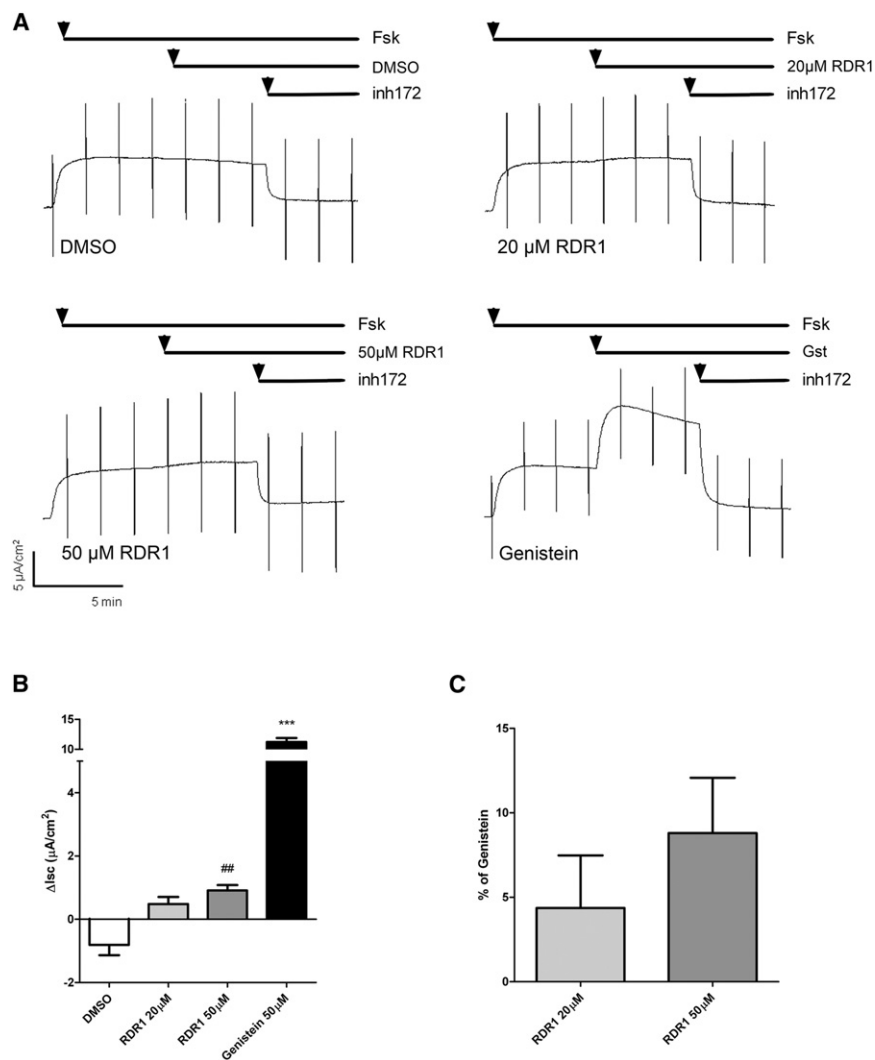 A
Fsk
DMSO
inh172
DMSO
Fsk
20µM RDR1
inh172
20 µM RDR1
Fsk
50µM RDR1
inh172
50 µM RDR1
5 µA/cm²
5 min
Fsk
Gst
inh172
Genistein
B
15
10
4
2
0
-2
ΔIsc (µA/cm²)
##
***
DMSO
RDR1 20µM
RDR1 50µM
Genistein 50µM
C
15
10
5
0
% of Genistein
RDR1 20µM
RDR1 50µM